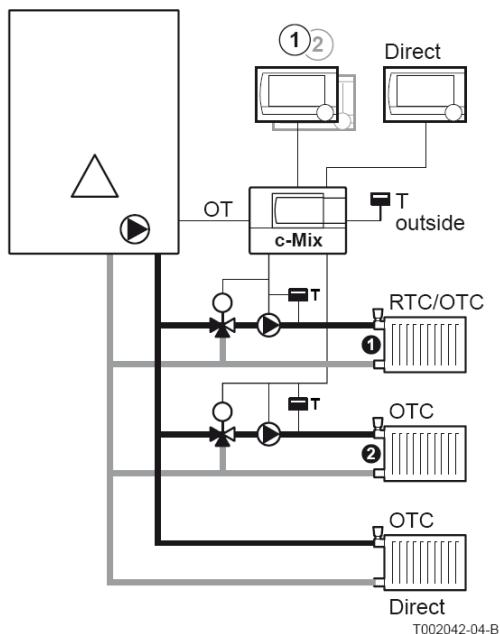 1
2
Direct
OT
c-Mix
T
outside
T
RTC/OTC
1
T
OTC
2
OTC
Direct
T002042-04-B